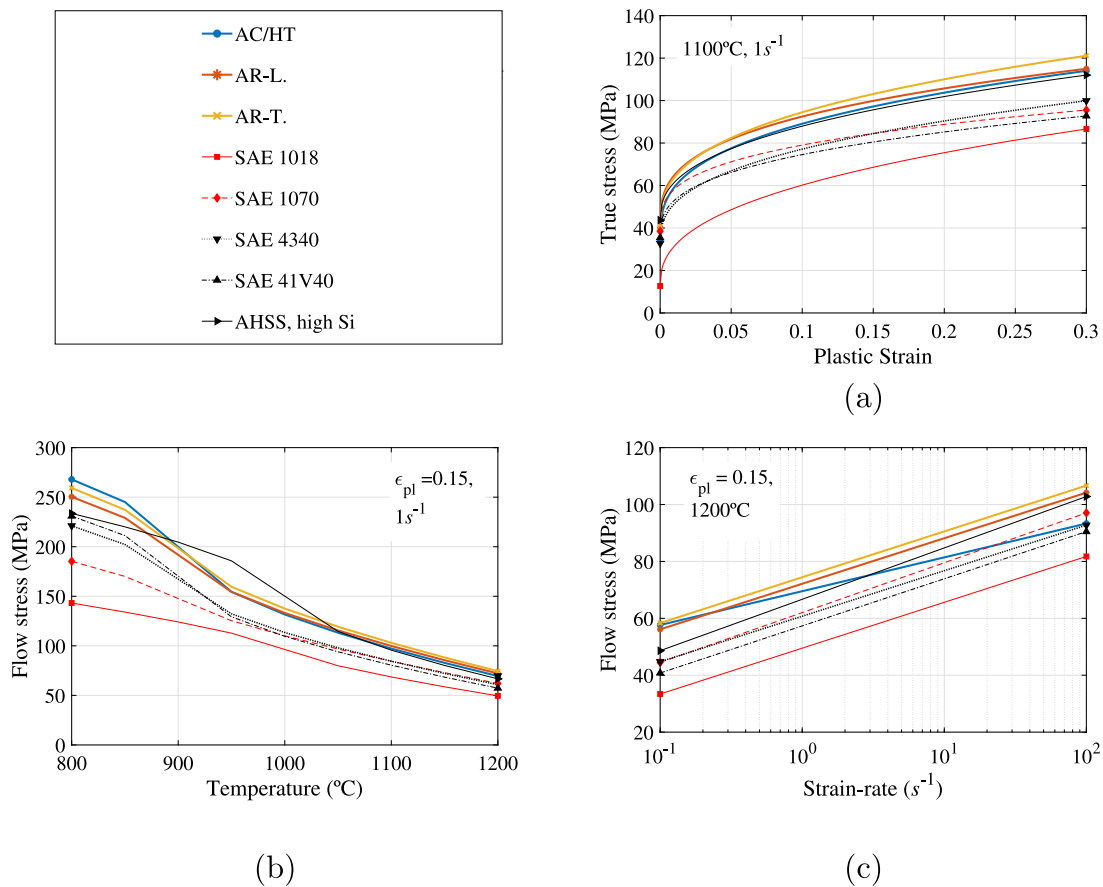 AC/HT
AR-L.
AR-T.
SAE 1018
SAE 1070
SAE 4340
SAE 41V40
AHSS, high Si
140
120
100
80
60
40
20
0
True stress (MPa)
1100ºC, 1s⁻¹
0 0.05 0.1 0.15 0.2 0.25 0.3
Plastic Strain
(a)
300
250
200
150
100
50
0
Flow stress (MPa)
ϵpl =0.15,
1s⁻¹
800 900 1000 1100 1200
Temperature (ºC)
(b)
120
100
80
60
40
20
Flow stress (MPa)
ϵpl = 0.15,
1200ºC
10⁻¹ 10⁰ 10¹ 10²
Strain-rate (s⁻¹)
(c)